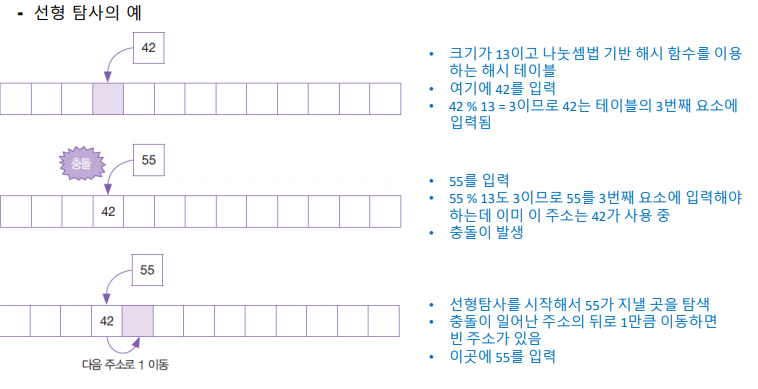 - 선형 탐사의 예
42
• 크기가 13이고 나눗셈법 기반 해시 함수를 이용
하는 해시 테이블
• 여기에 42를 입력
• 42 % 13 = 3이므로 42는 테이블의 3번째 요소에
입력됨
충돌
55
42
• 55를 입력
• 55 % 13도 3이므로 55를 3번째 요소에 입력해야
하는데 이미 이 주소는 42가 사용 중
• 충돌이 발생
55
42
다음 주소로 1 이동
• 선형탐사를 시작해서 55가 지낼 곳을 탐색
• 충돌이 일어난 주소의 뒤로 1만큼 이동하면
빈 주소가 있음
• 이곳에 55를 입력